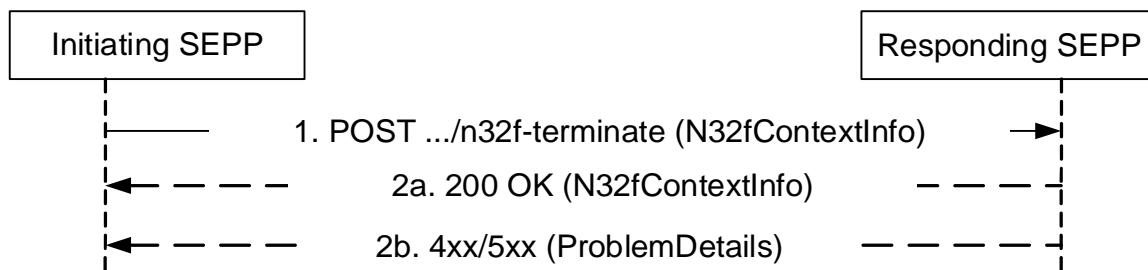 Initiating SEPP
Responding SEPP
1. POST .../n32f-terminate (N32fContextInfo)
2a. 200 OK (N32fContextInfo)
2b. 4xx/5xx (ProblemDetails)